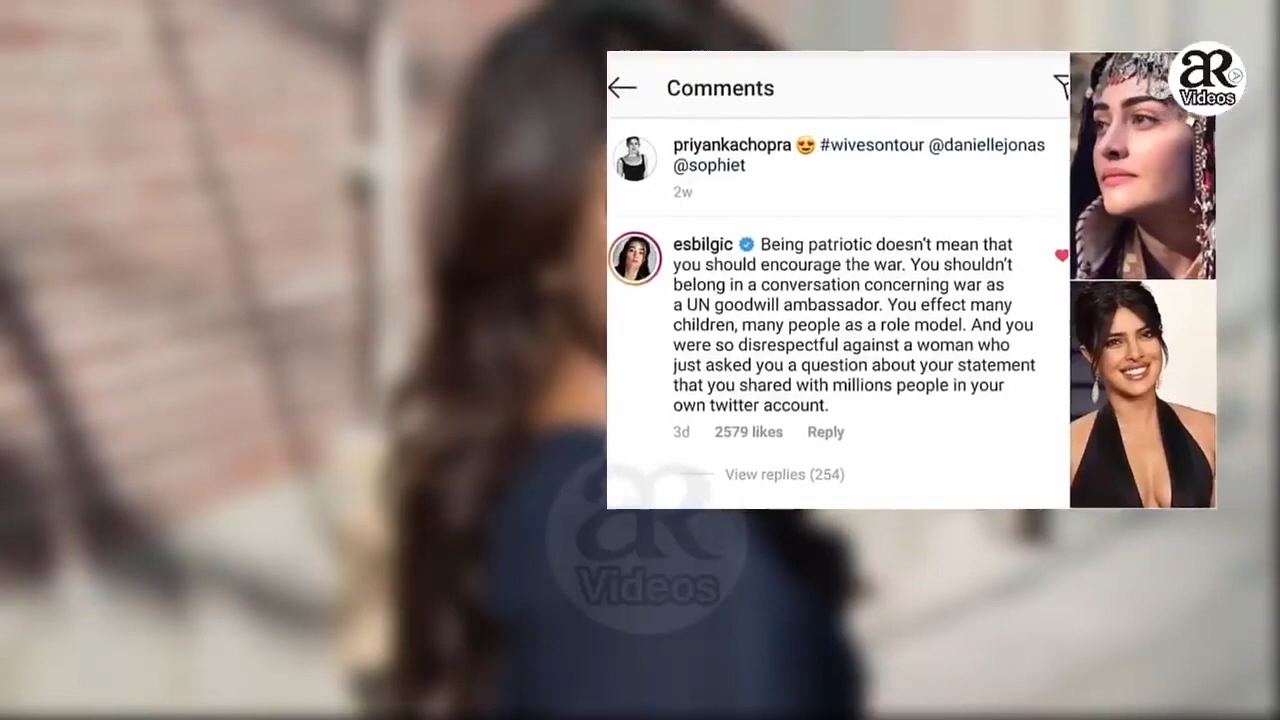 aR
Videos
Comments
priyankachopra 😍 #wivesontour @daniellejonas
@sophiet
2w
esbilgic Being patriotic doesn't mean that
you should encourage the war. You shouldn't
belong in a conversation concerning war as
a UN goodwill ambassador. You effect many
children, many people as a role model. And you
were so disrespectful against a woman who
just asked you a question about your statement
that you shared with millions people in your
own twitter account.
3d 2579 likes Reply
View replies (254)
aR
Videos